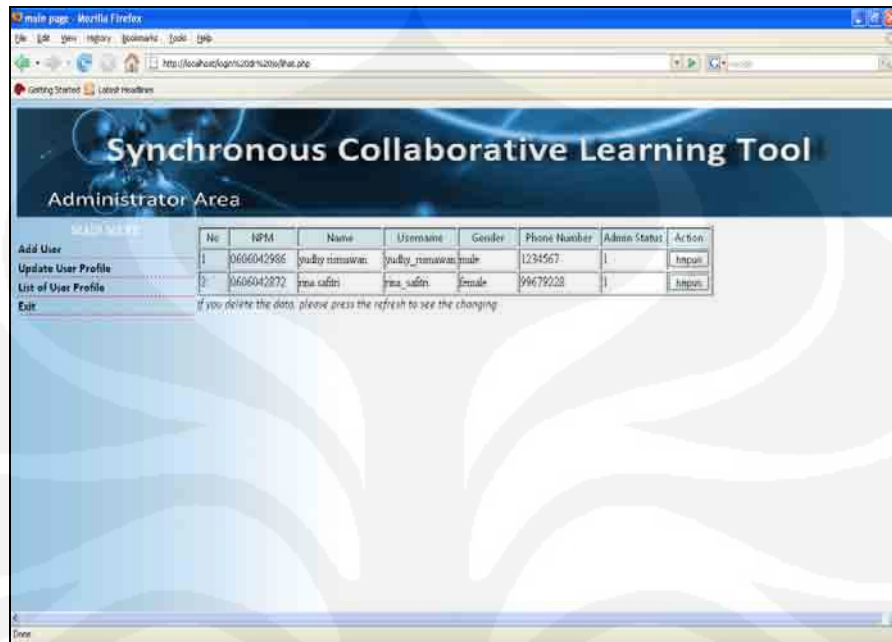 main page - Mozilla Firefox
File Edit View History Bookmarks Tools Help
Getting Started Latest Headlines
Synchronous Collaborative Learning Tool
Administrator Area
MAIN MENU
Add User
Update User Profile
List of User Profile
Exit
No NPM Name Username Gender Phone Number Admin Status Action
1 0606042986 yudhy rismawan yudhy_rismawan male 1234567 1 hapus
2 0606042872 rina safitri rina_safitri female 99679228 1 hapus
If you delete the data, please press the refresh to see the changing
Done